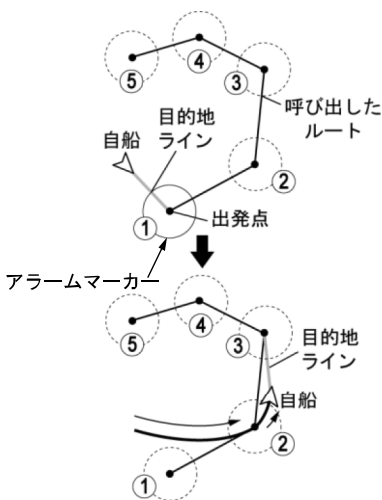 ④
⑤
③
呼び出した
ルート
目的地
ライン
自船
②
①
出発点
アラームマーカー
④
⑤
③
目的地
ライン
自船
②
①